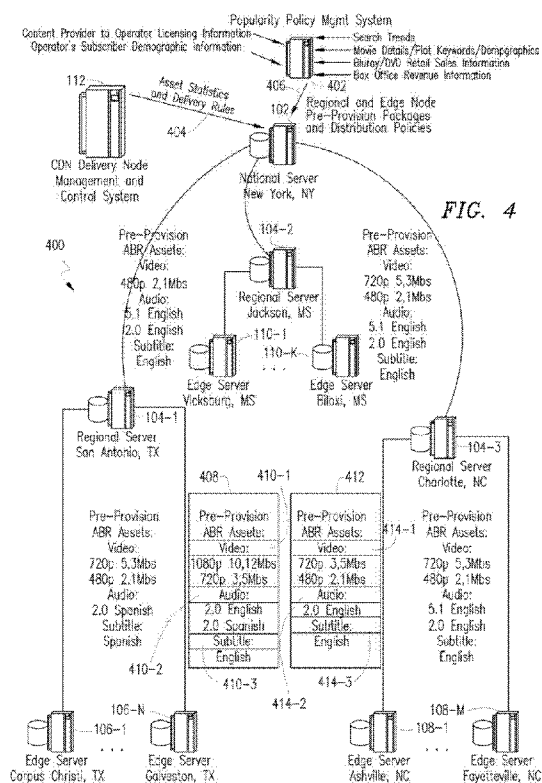 Popularity Policy Mgmt System
Content Provider to Operator Licensing Information
Operator's Subscriber Demographic Information
Search Trends
Movie Details/Plot Keywords/Dempgraphics
Bluray/DVD Retail Sales Information
Box Office Revenue Information
112
406
402
102
Asset Statistics
and Delivery Rules
404
Regional and Edge Node
Pre-Provision Packages
and Distribution Policies
CDN Delivery Node
Management and
Control System
National Server
New York, NY
FIG. 4
400
104-2
Pre-Provision
ABR Assets:
Video:
480p 2,1Mbs
Audio:
5.1 English
2.0 English
Subtitle:
English
Regional Server
Jackson, MS
Pre-Provision
ABR Assets:
Video:
720p 5,3Mbs
480p 2,1Mbs
Audio:
5.1 English
2.0 English
Subtitle:
English
110-1
110-K
Edge Server
Vicksburg, MS
. . .
Edge Server
Biloxi, MS
104-1
Regional Server
San Antonio, TX
104-3
Regional Server
Charlotte, NC
408
410-1
412
414-1
Pre-Provision
ABR Assets:
Video:
720p 5,3Mbs
480p 2.1Mbs
Audio:
2.0 Spanish
Subtitle:
Spanish
Pre-Provision
ABR Assets:
Video:
1080p 10,12Mbs
720p 3,5Mbs
Audio:
2.0 English
2.0 Spanish
Subtitle:
English
Pre-Provision
ABR Assets:
Video:
720p 3,5Mbs
480p 2.1Mbs
Audio:
2.0 English
Subtitle:
English
Pre-Provision
ABR Assets:
Video:
720p 5,3Mbs
480p 2,1Mbs
Audio:
5.1 English
2.0 English
Subtitle:
English
410-2
410-3
414-2
414-3
106-1
106-N
108-1
108-M
Edge Server
Corpus Christi, TX
. . .
Edge Server
Galveston, TX
Edge Server
Ashville, NC
. . .
Edge Server
Fayetteville, NC